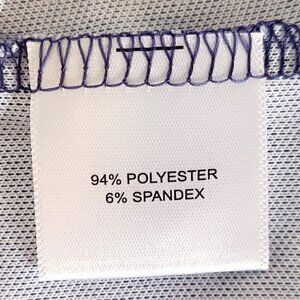 94% POLYESTER
6% SPANDEX